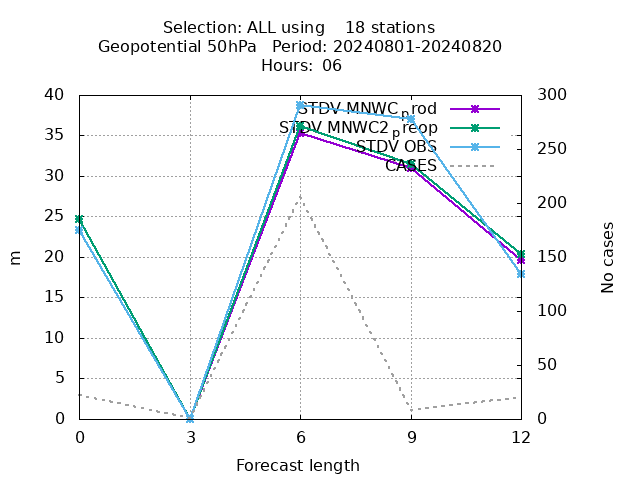 Selection: ALL using 18 stations
Geopotential 50hPa Period: 20240801-20240820
Hours: 06
40
35
30
25
20
15
10
5
0
m
300
250
200
150
100
50
0
No cases
STDV MNWC_prod
STDV MNWC2_preop
STDV OBS
CASES
0 3 6 9 12
Forecast length